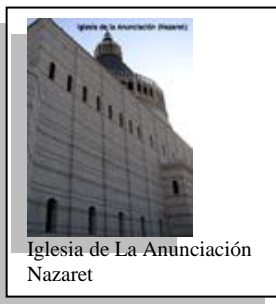 Iglesia de la Anunciación (Nazaret)
Iglesia de La Anunciación
Nazaret